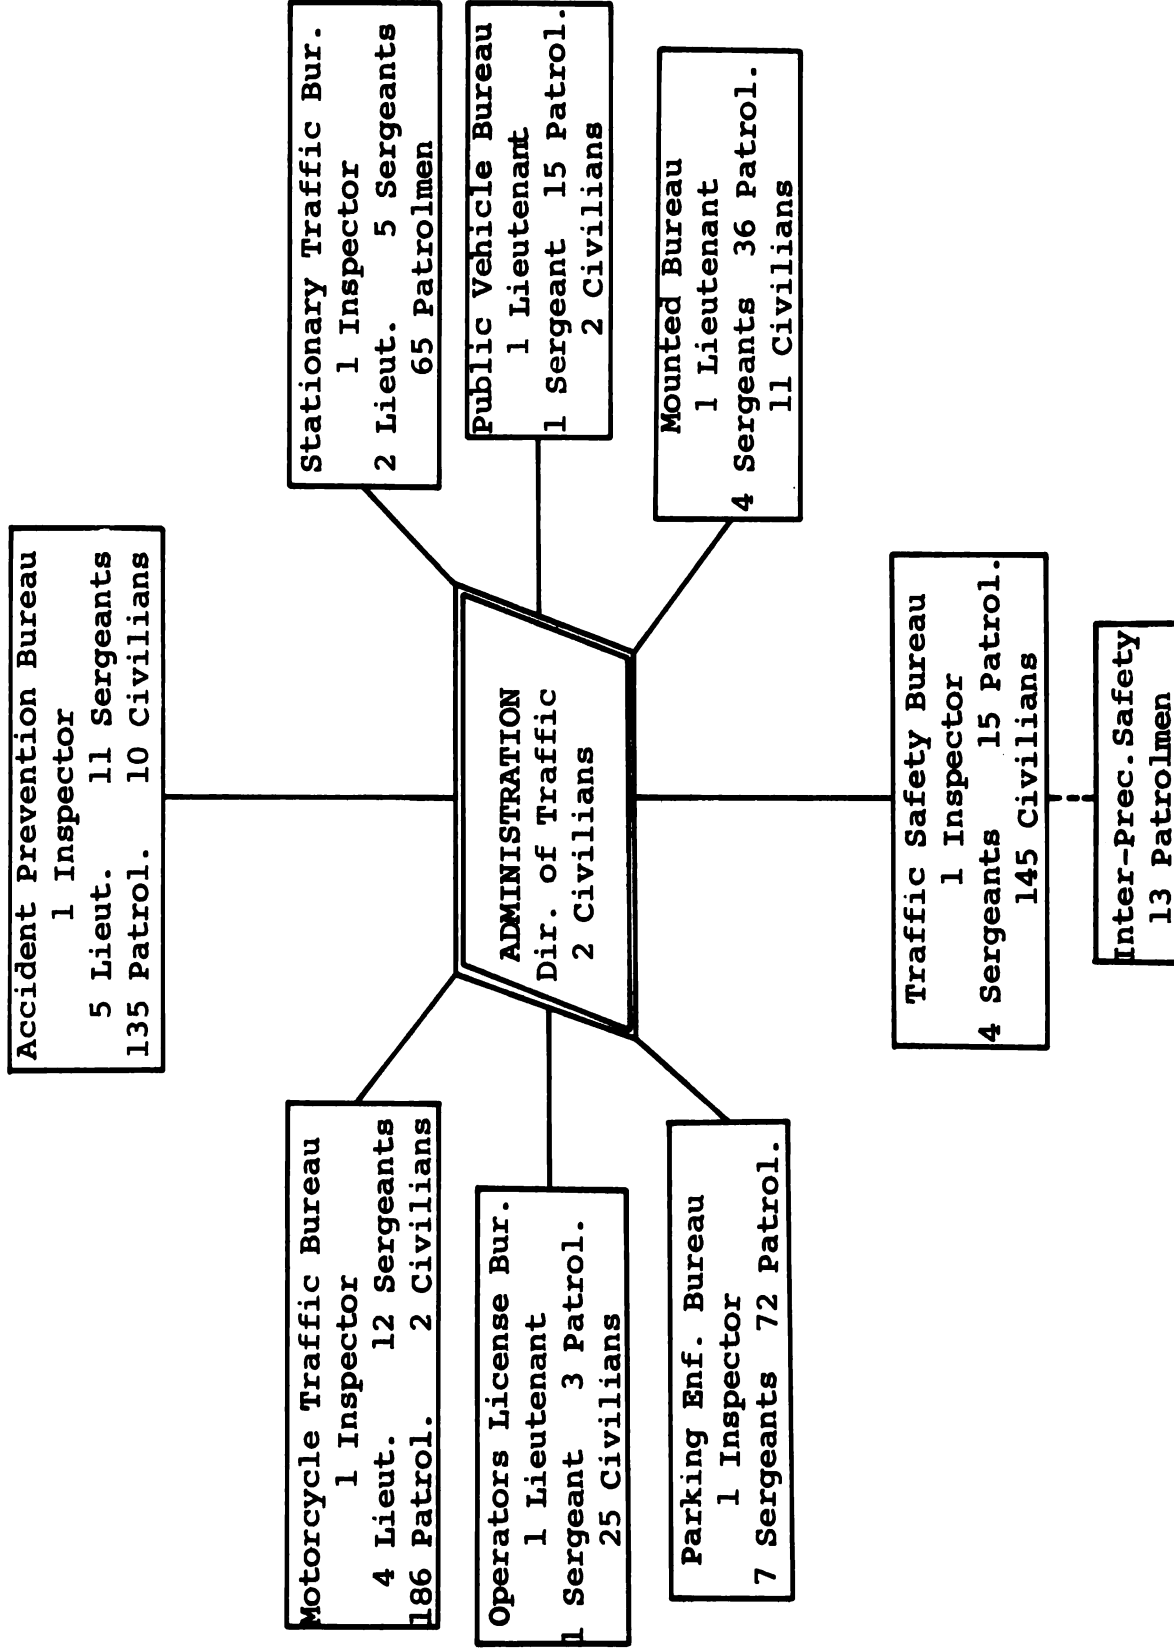 Accident Prevention Bureau
1 Inspector
5 Lieut. 11 Sergeants
135 Patrol. 10 Civilians
Motorcycle Traffic Bureau
1 Inspector
4 Lieut. 12 Sergeants
186 Patrol. 2 Civilians
Stationary Traffic Bur.
1 Inspector
2 Lieut. 5 Sergeants
65 Patrolmen
Operators License Bur.
1 Lieutenant
1 Sergeant 3 Patrol.
25 Civilians
ADMINISTRATION
Dir. of Traffic
2 Civilians
Public Vehicle Bureau
1 Lieutenant
1 Sergeant 15 Patrol.
2 Civilians
Parking Enf. Bureau
1 Inspector
7 Sergeants 72 Patrol.
Mounted Bureau
1 Lieutenant
4 Sergeants 36 Patrol.
11 Civilians
Traffic Safety Bureau
1 Inspector
4 Sergeants 15 Patrol.
145 Civilians
Inter-Prec. Safety
13 Patrolmen